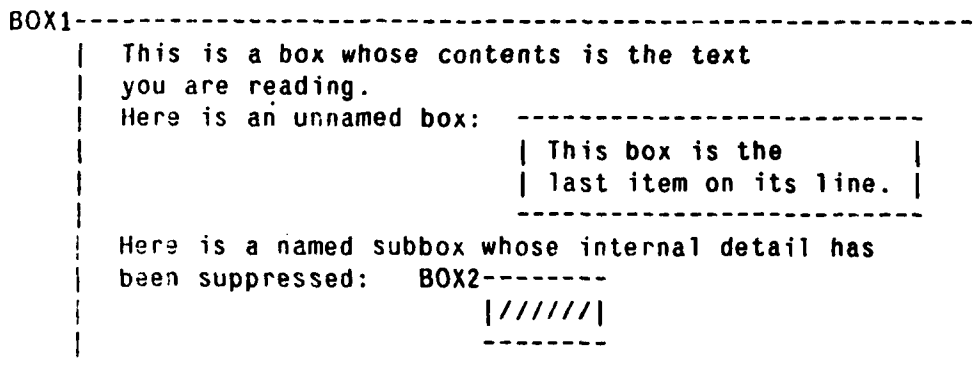 BOX1---------------------------------------------------------
| This is a box whose contents is the text
| you are reading.
| Here is an unnamed box: --------------------------
| | This box is the |
| | last item on its line. |
| --------------------------
| Here is a named subbox whose internal detail has
| been suppressed: BOX2--------
| |//////|
| --------